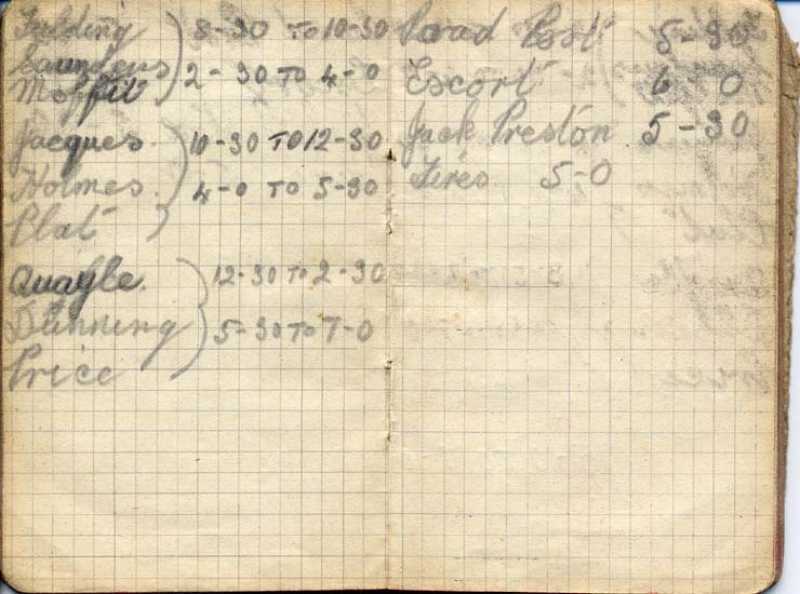 Fielding 8-30 TO 10-30
Saunders
Moffit 2-30 TO 4-0
Jacques. 10-30 TO 12-30
Holmes. 4-0 TO 5-30
Plat
Quayle. 12-30 TO 2-30
Dunning 5-30 TO 7-0
Price
Road Post 5-30
Escort 6 0
Jack Preston 5-30
Fires 5-0